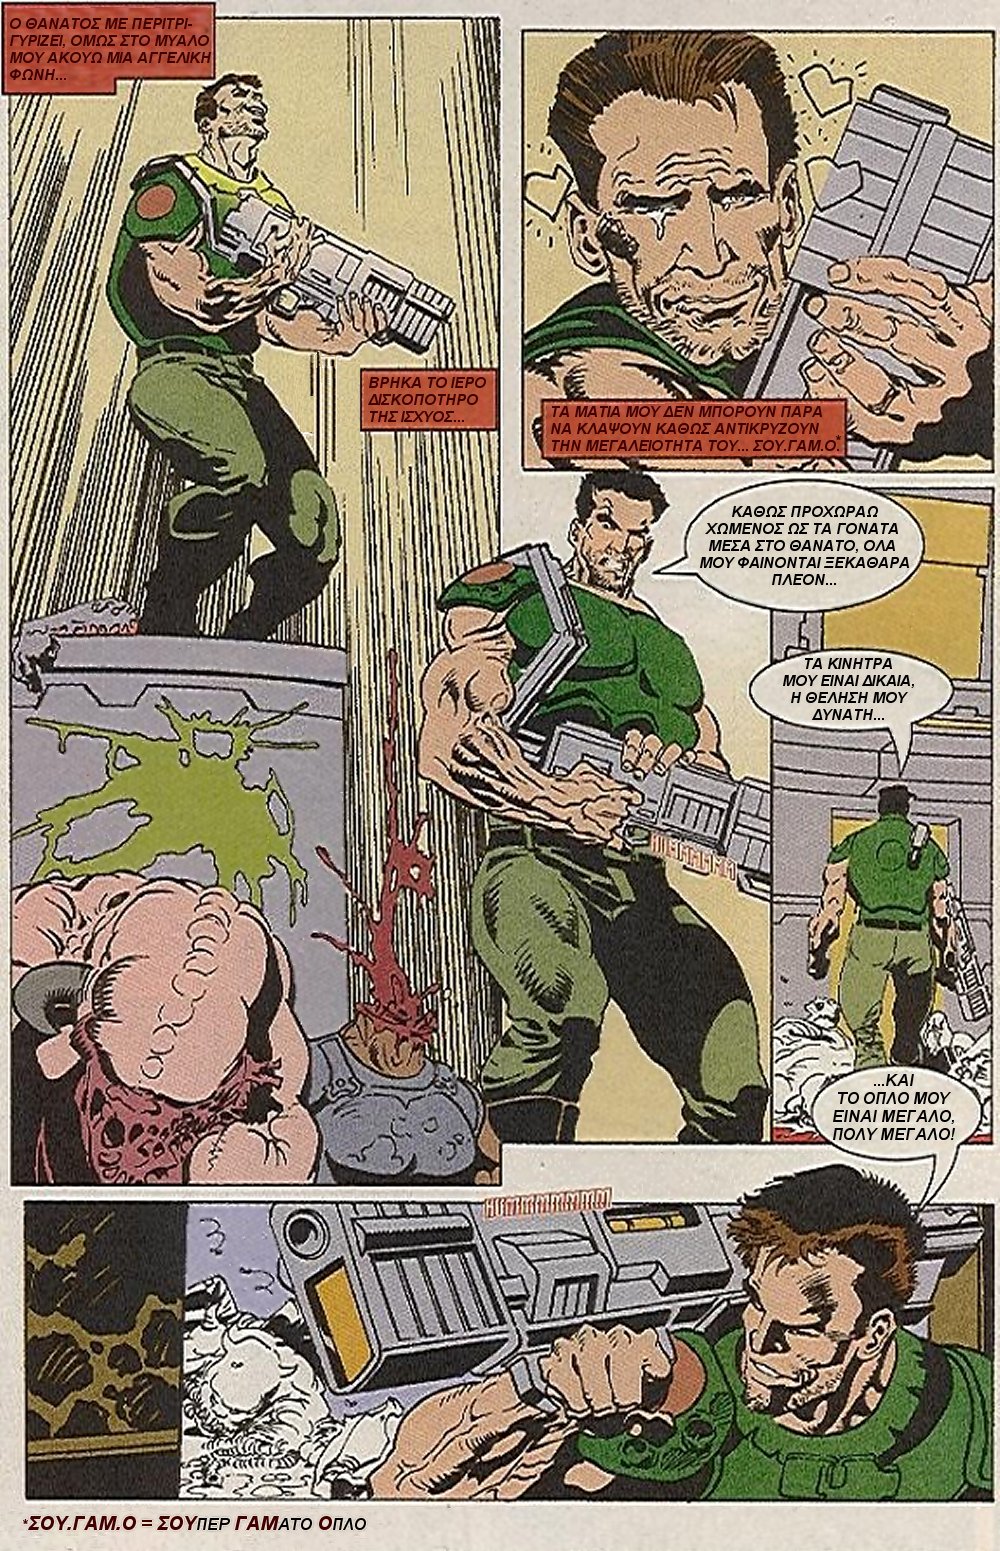 Ο ΘΑΝΑΤΟΣ ΜΕ ΠΕΡΙΤΡΙ-
ΓΥΡΙΖΕΙ, ΟΜΩΣ ΣΤΟ ΜΥΑΛΟ
ΜΟΥ ΑΚΟΥΩ ΜΙΑ ΑΓΓΕΛΙΚΗ
ΦΩΝΗ...
ΒΡΗΚΑ ΤΟ ΙΕΡΟ
ΔΙΣΚΟΠΟΤΗΡΟ
ΤΗΣ ΙΣΧΥΟΣ...
ΤΑ ΜΑΤΙΑ ΜΟΥ ΔΕΝ ΜΠΟΡΟΥΝ ΠΑΡΑ
ΝΑ ΚΛΑΨΟΥΝ ΚΑΘΩΣ ΑΝΤΙΚΡΥΖΟΥΝ
ΤΗΝ ΜΕΓΑΛΕΙΟΤΗΤΑ ΤΟΥ... ΣΟΥ.ΓΑΜ.Ο.*
ΚΑΘΩΣ ΠΡΟΧΩΡΑΩ
ΧΩΜΕΝΟΣ ΩΣ ΤΑ ΓΟΝΑΤΑ
ΜΕΣΑ ΣΤΟ ΘΑΝΑΤΟ, ΟΛΑ
ΜΟΥ ΦΑΙΝΟΝΤΑΙ ΞΕΚΑΘΑΡΑ
ΠΛΕΟΝ...
ΤΑ ΚΙΝΗΤΡΑ
ΜΟΥ ΕΙΝΑΙ ΔΙΚΑΙΑ,
Η ΘΕΛΗΣΗ ΜΟΥ
ΔΥΝΑΤΗ...
...ΚΑΙ
ΤΟ ΟΠΛΟ ΜΟΥ
ΕΙΝΑΙ ΜΕΓΑΛΟ,
ΠΟΛΥ ΜΕΓΑΛΟ!
*ΣΟΥ.ΓΑΜ.Ο = ΣΟΥΠΕΡ ΓΑΜΑΤΟ ΟΠΛΟ